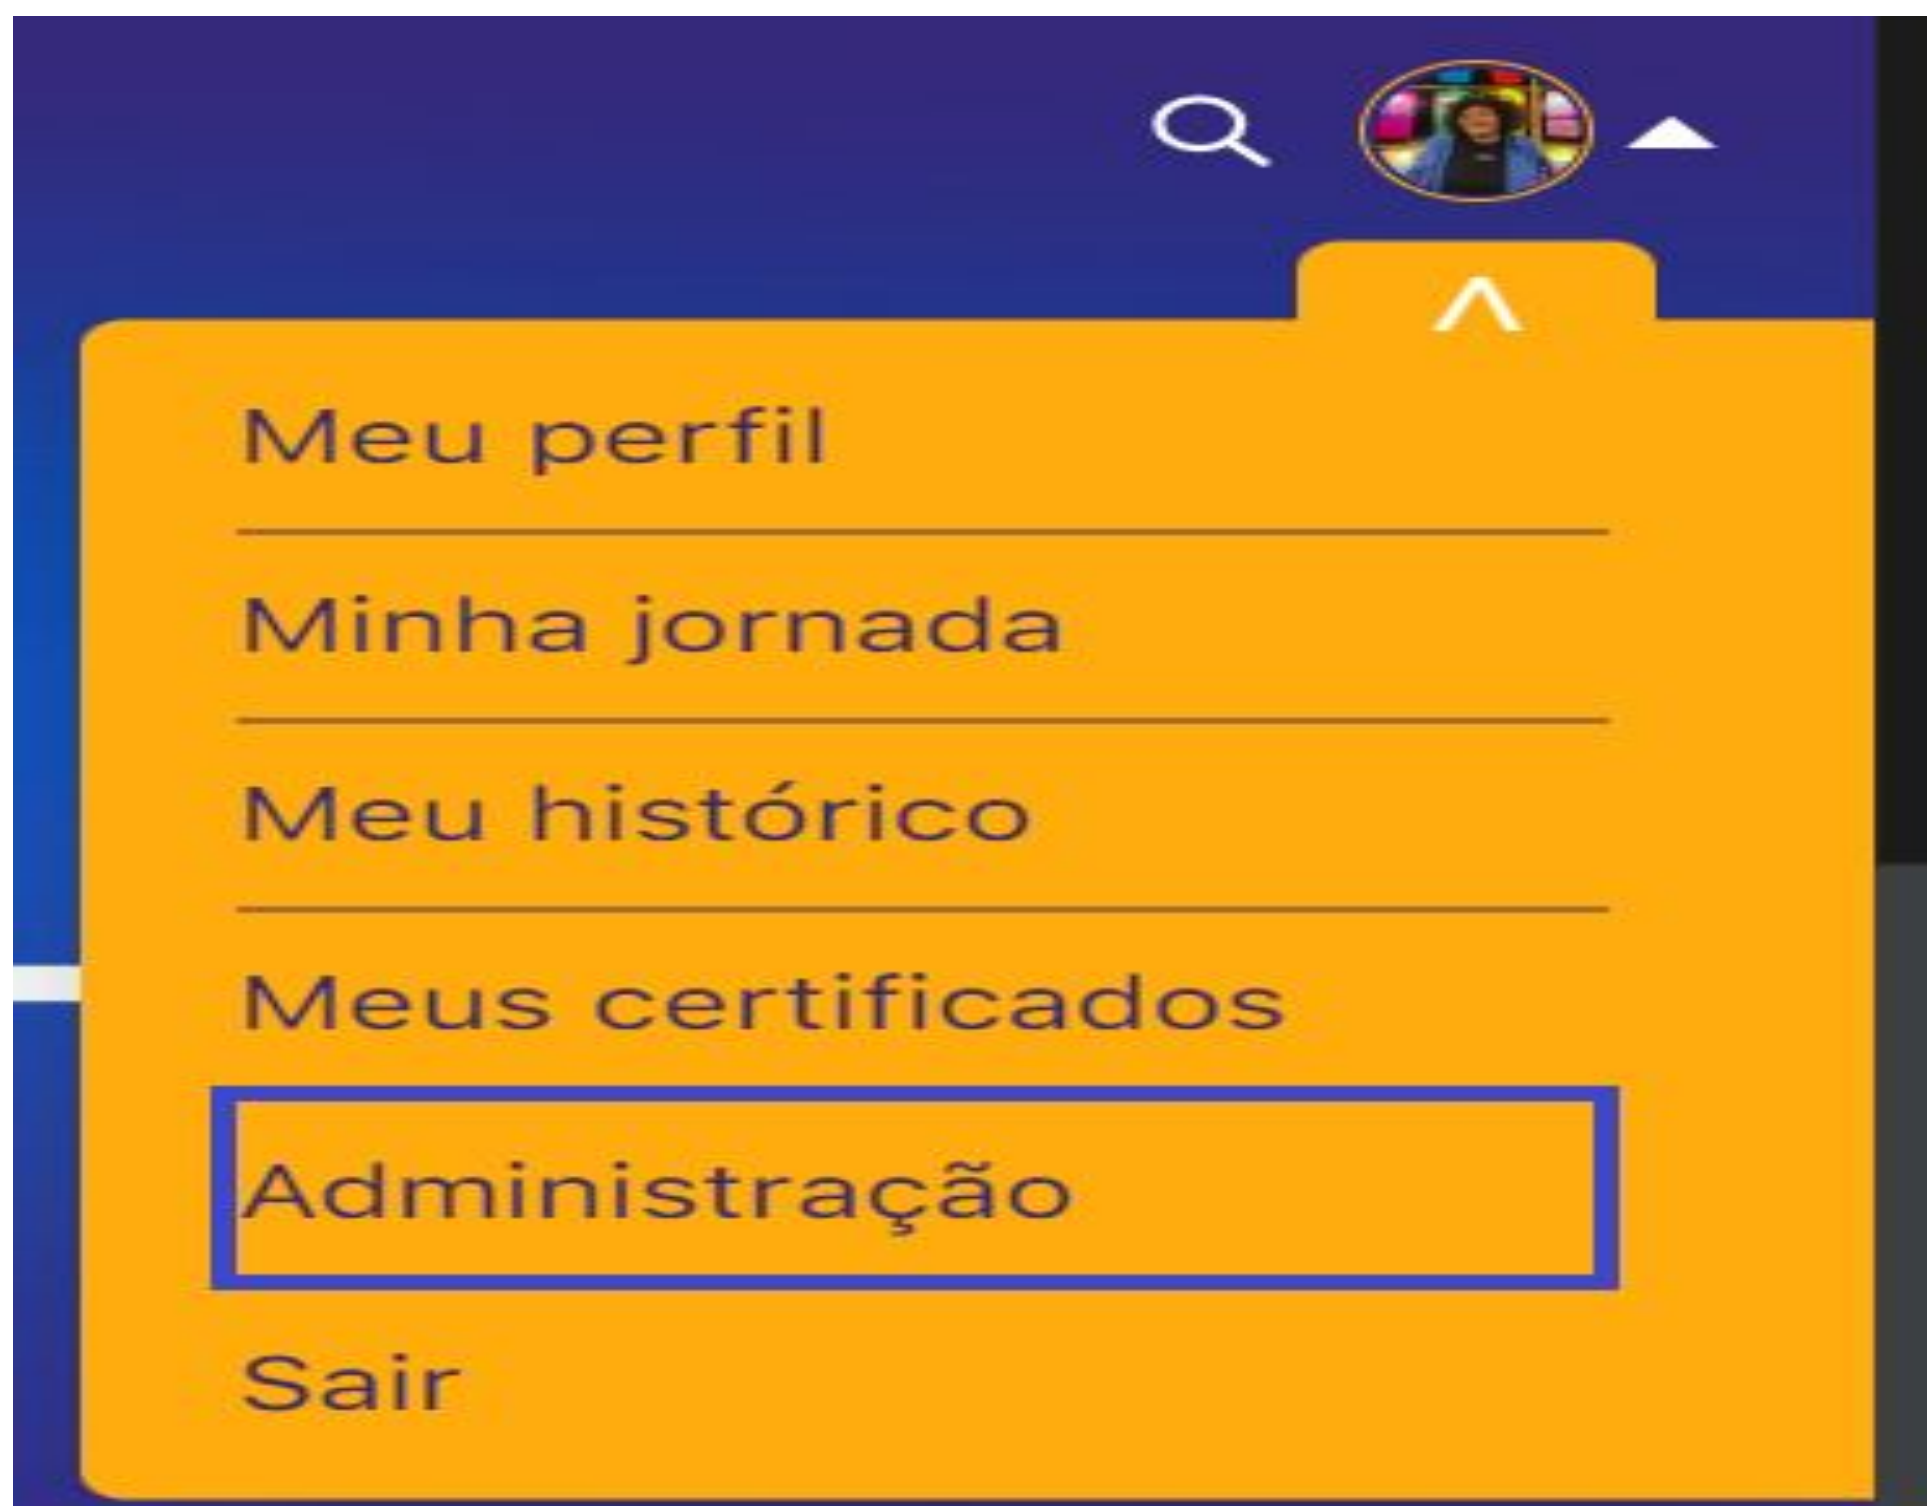 Meu perfil
Minha jornada
Meu histórico
Meus certificados
Administração
Sair